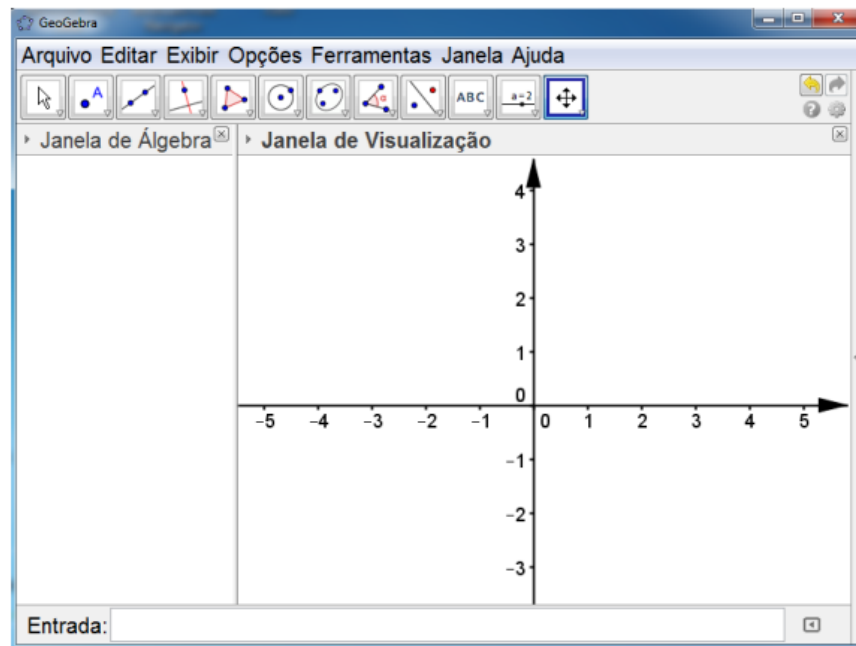 GeoGebra
Arquivo Editar Exibir Opções Ferramentas Janela Ajuda
A
α
ABC
a=2
Janela de Álgebra
Janela de Visualização
4
3
2
1
0
−5 −4 −3 −2 −1 0 1 2 3 4 5
−1
−2
−3
Entrada: